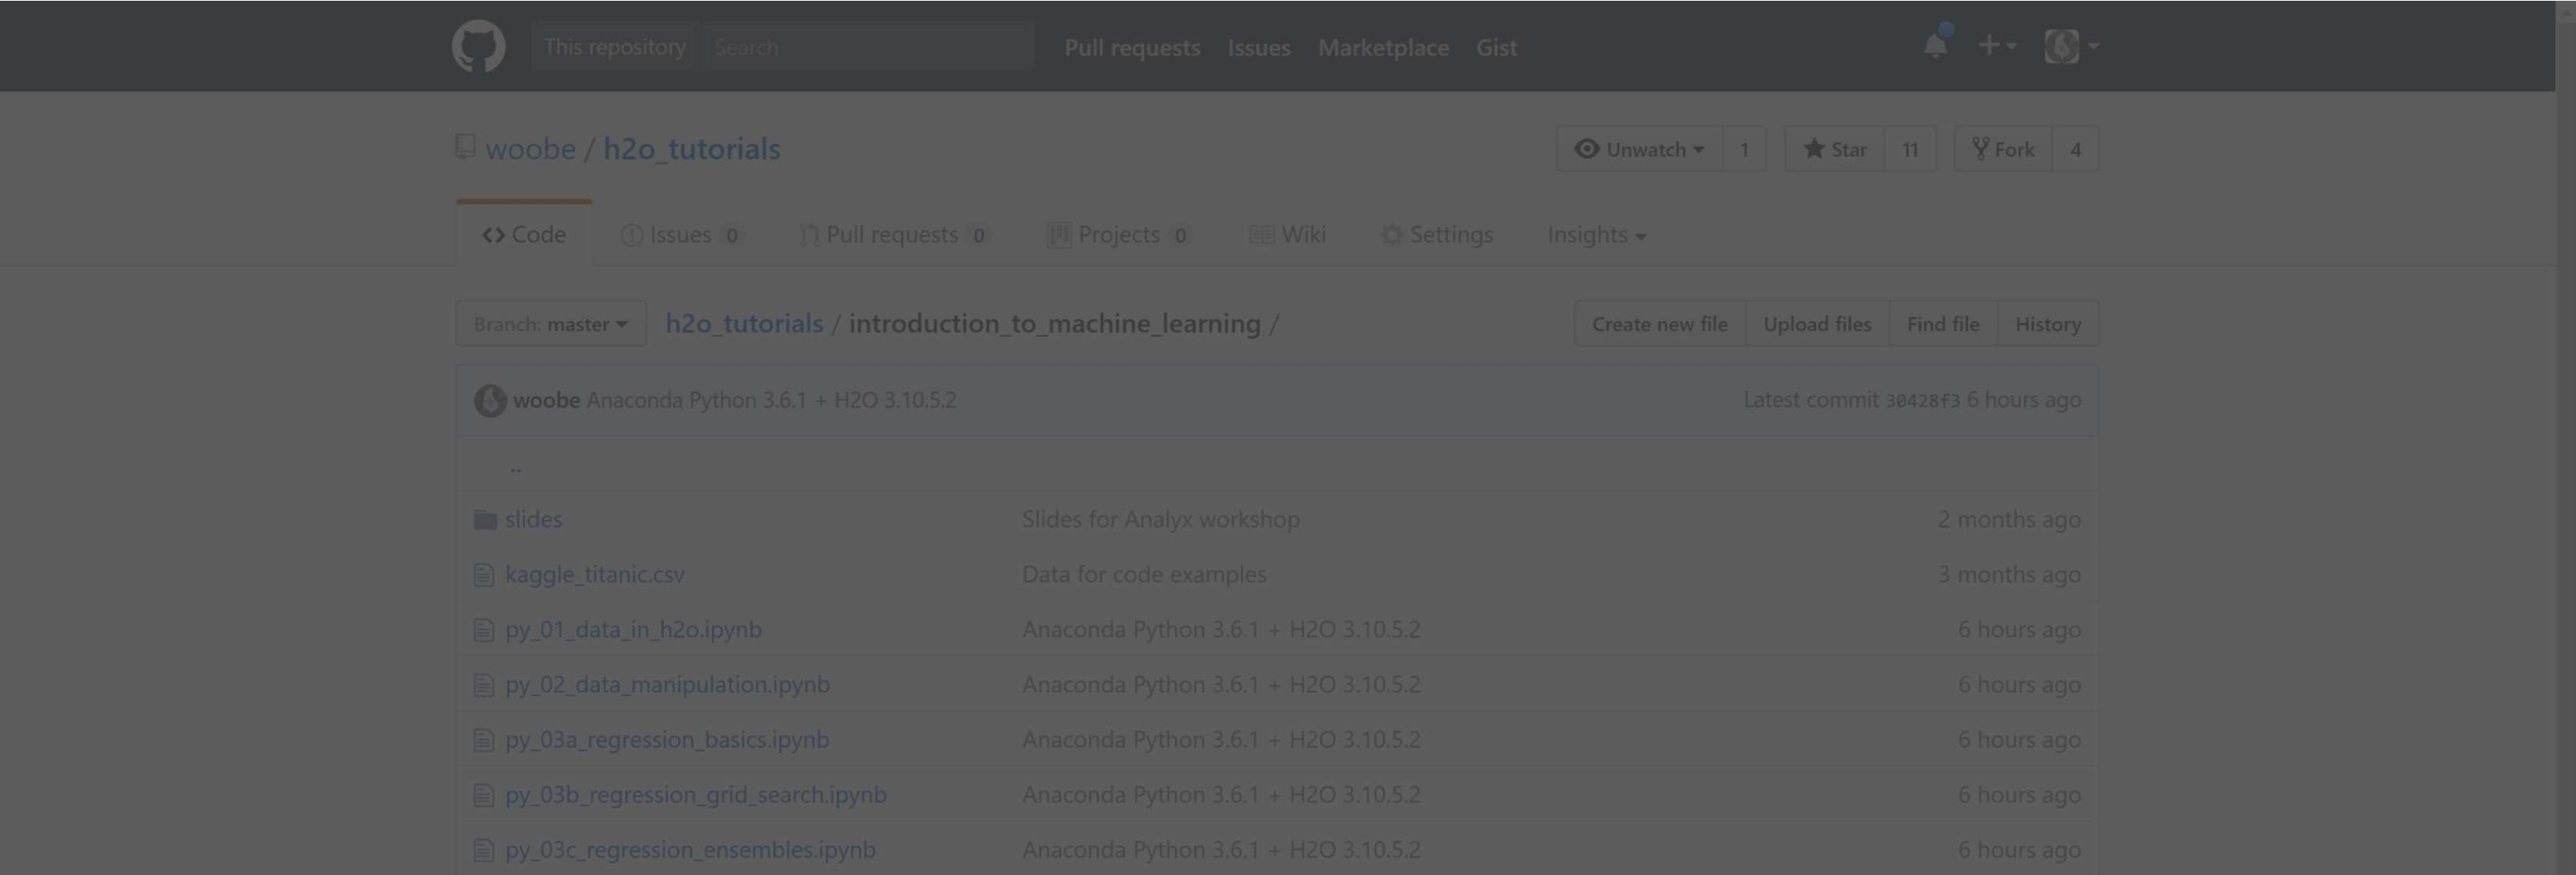 This repository Search Pull requests Issues Marketplace Gist
woobe / h2o_tutorials Unwatch 1 Star 11 Fork 4
<> Code Issues 0 Pull requests 0 Projects 0 Wiki Settings Insights
Branch: master h2o_tutorials / introduction_to_machine_learning / Create new file Upload files Find file History
woobe Anaconda Python 3.6.1 + H2O 3.10.5.2 Latest commit 30428f3 6 hours ago
..
slides Slides for Analyx workshop 2 months ago
kaggle_titanic.csv Data for code examples 3 months ago
py_01_data_in_h2o.ipynb Anaconda Python 3.6.1 + H2O 3.10.5.2 6 hours ago
py_02_data_manipulation.ipynb Anaconda Python 3.6.1 + H2O 3.10.5.2 6 hours ago
py_03a_regression_basics.ipynb Anaconda Python 3.6.1 + H2O 3.10.5.2 6 hours ago
py_03b_regression_grid_search.ipynb Anaconda Python 3.6.1 + H2O 3.10.5.2 6 hours ago
py_03c_regression_ensembles.ipynb Anaconda Python 3.6.1 + H2O 3.10.5.2 6 hours ago